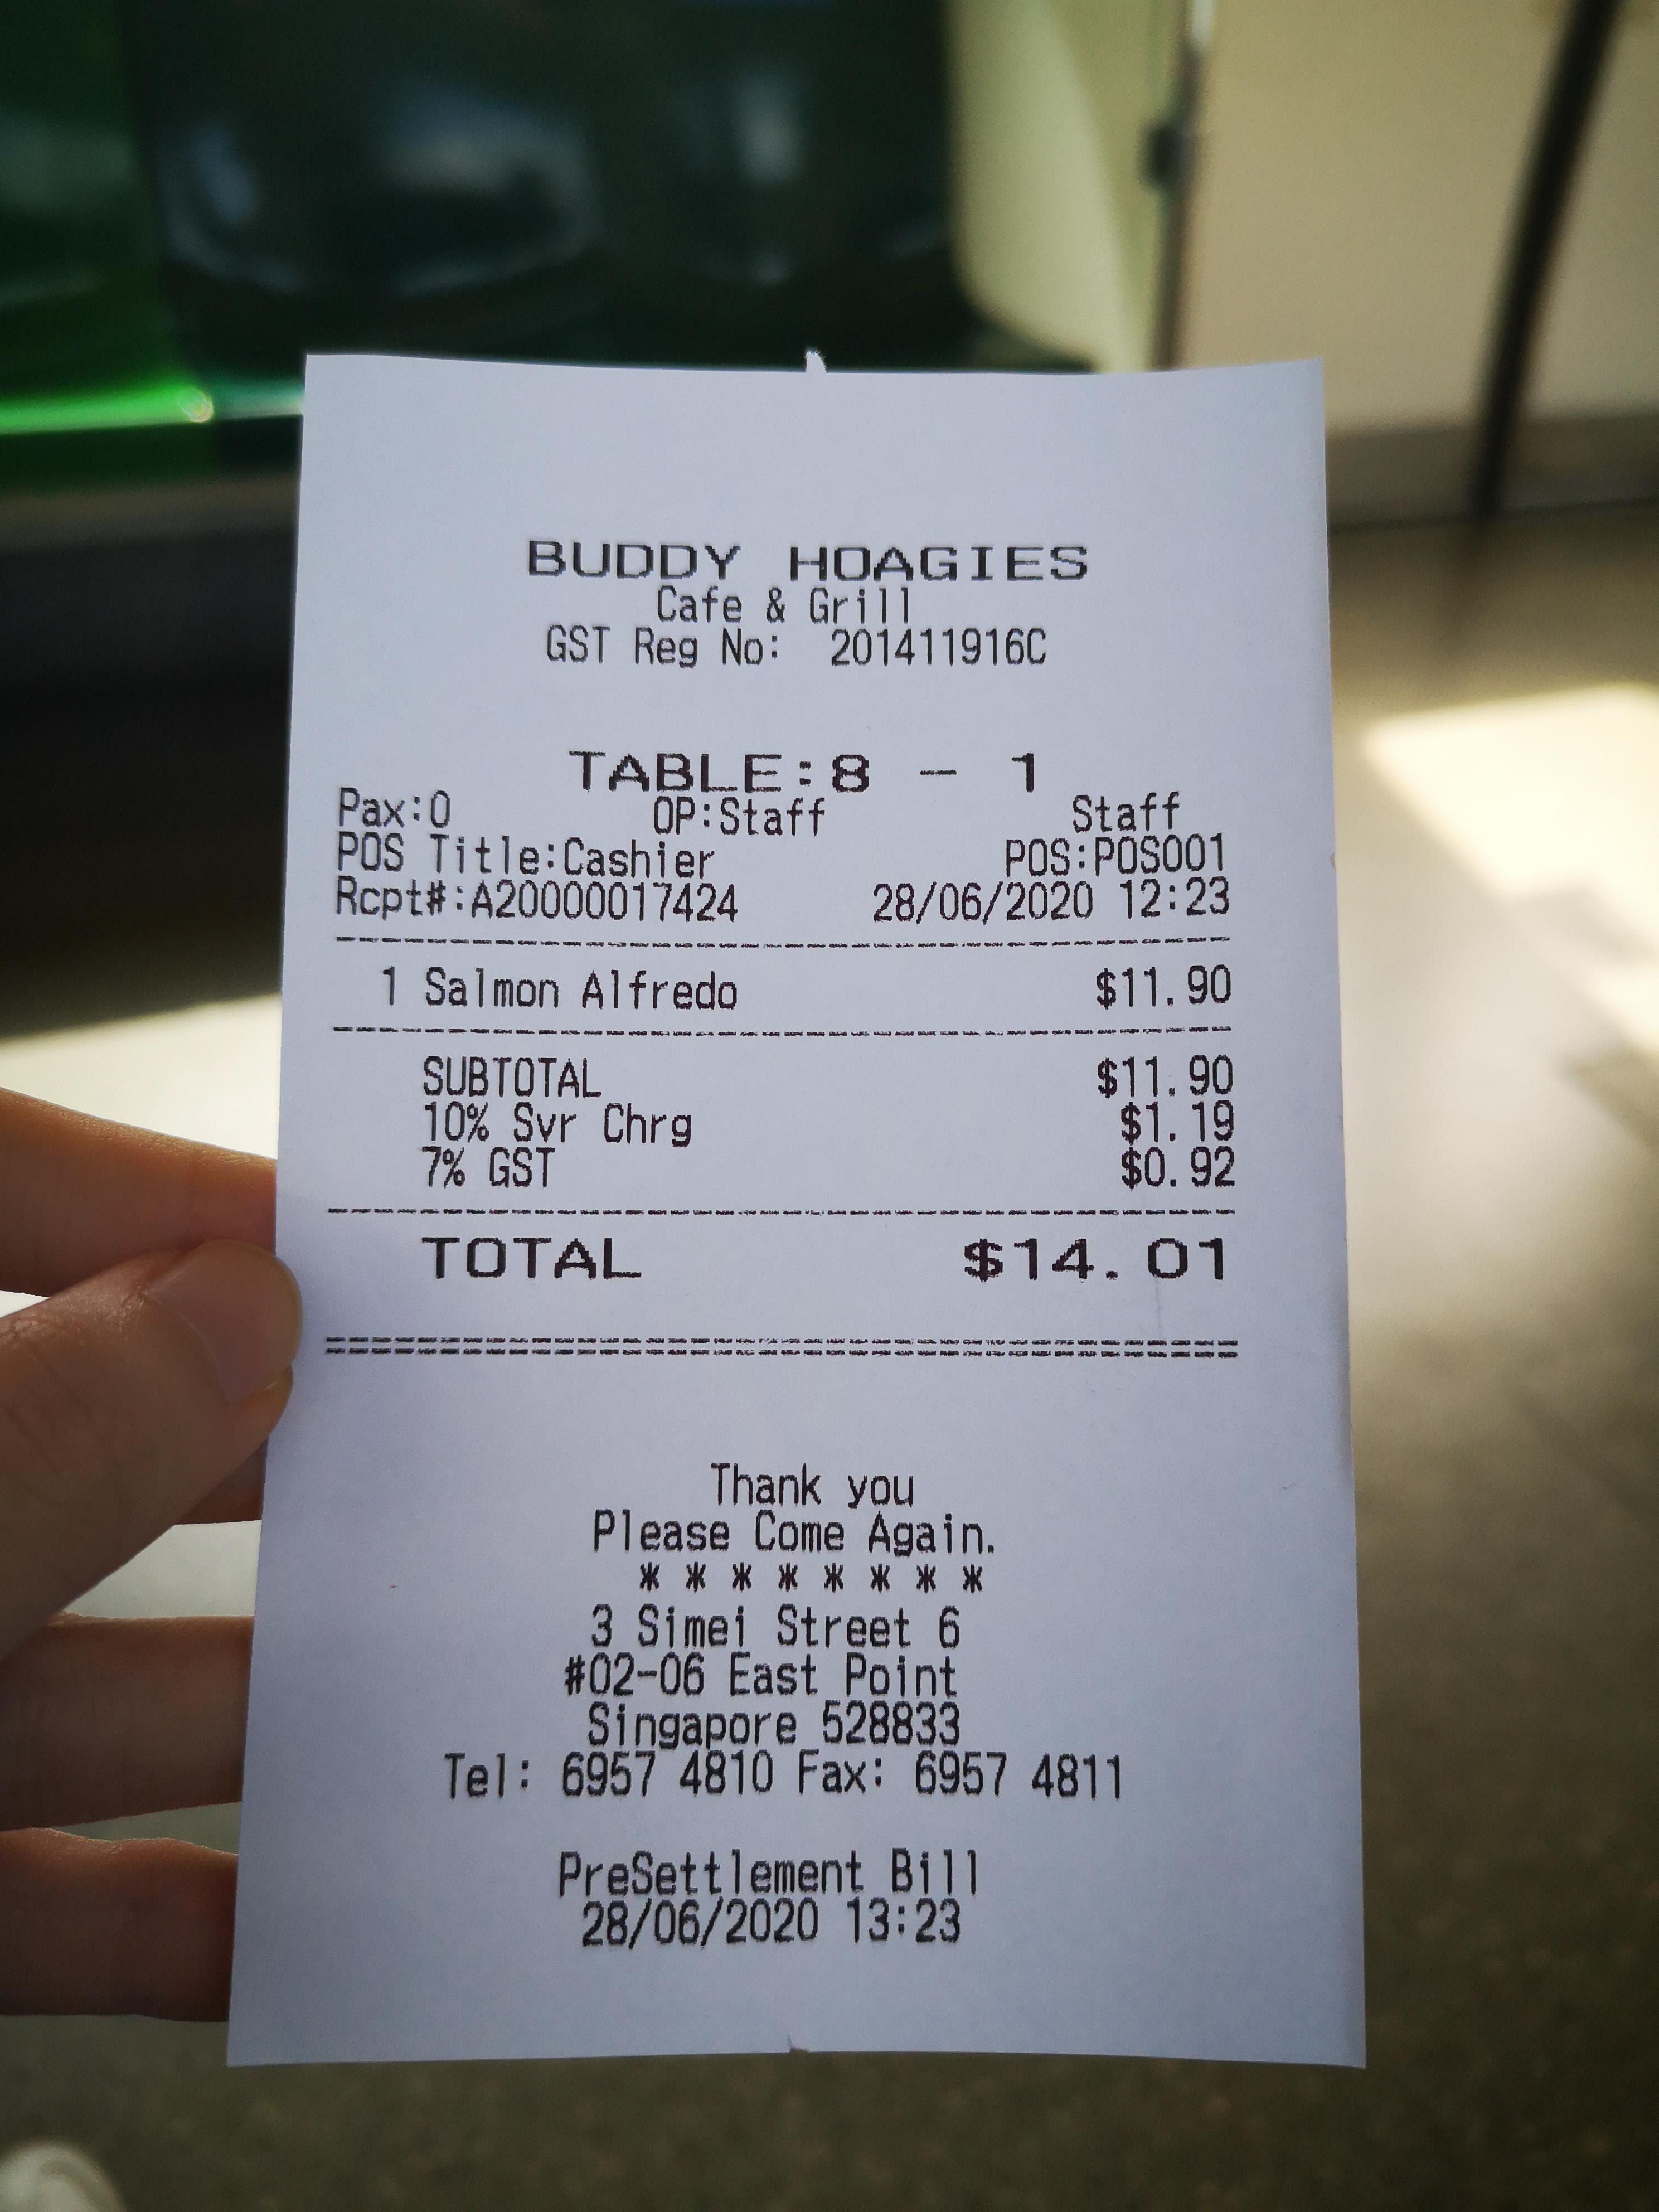 BUDDY HOAGIES
Cafe & Grill
GST Reg No: 201411916C
TABLE:8 - 1
Pax:0 OP:Staff Staff
POS Title:Cashier POS:POS001
Rcpt#:A20000017424 28/06/2020 12:23
1 Salmon Alfredo $11.90
SUBTOTAL $11.90
10% Svr Chrg $1.19
7% GST $0.92
TOTAL $14.01
Thank you
Please Come Again.
* * * * * * * *
3 Simei Street 6
#02-06 East Point
Singapore 528833
Tel: 6957 4810 Fax: 6957 4811
PreSettlement Bill
28/06/2020 13:23